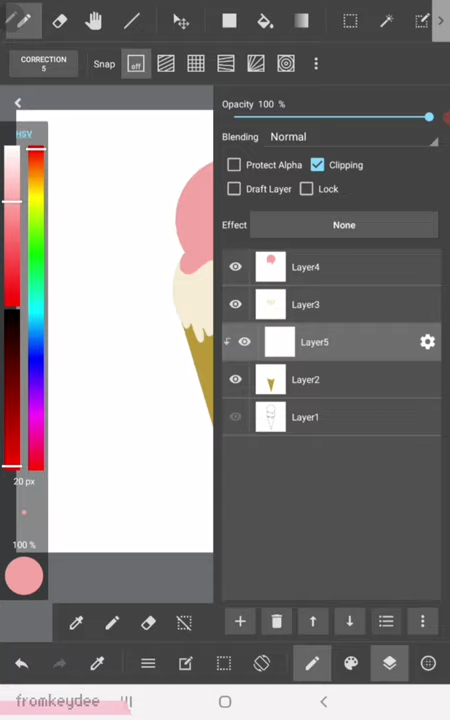 CORRECTION
5
Snap
off
HSV
Opacity 100 %
Blending Normal
Protect Alpha
Clipping
Draft Layer
Lock
Effect
None
Layer4
Layer3
Layer5
Layer2
Layer1
20 px
100 %
fromkeydee